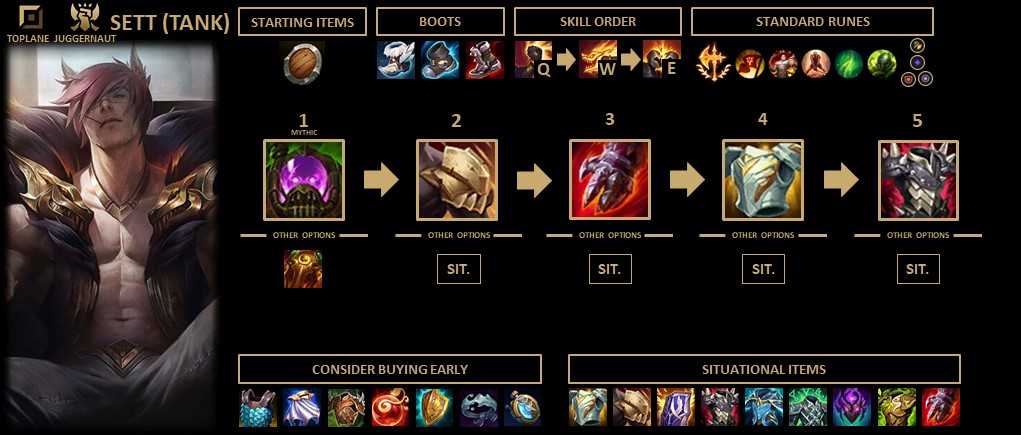 SETT (TANK)
TOPLANE JUGGERNAUT
STARTING ITEMS
BOOTS
SKILL ORDER
STANDARD RUNES
Q
W
E
1
MYTHIC
2
3
4
5
OTHER OPTIONS
OTHER OPTIONS
OTHER OPTIONS
OTHER OPTIONS
OTHER OPTIONS
SIT.
SIT.
SIT.
SIT.
CONSIDER BUYING EARLY
SITUATIONAL ITEMS